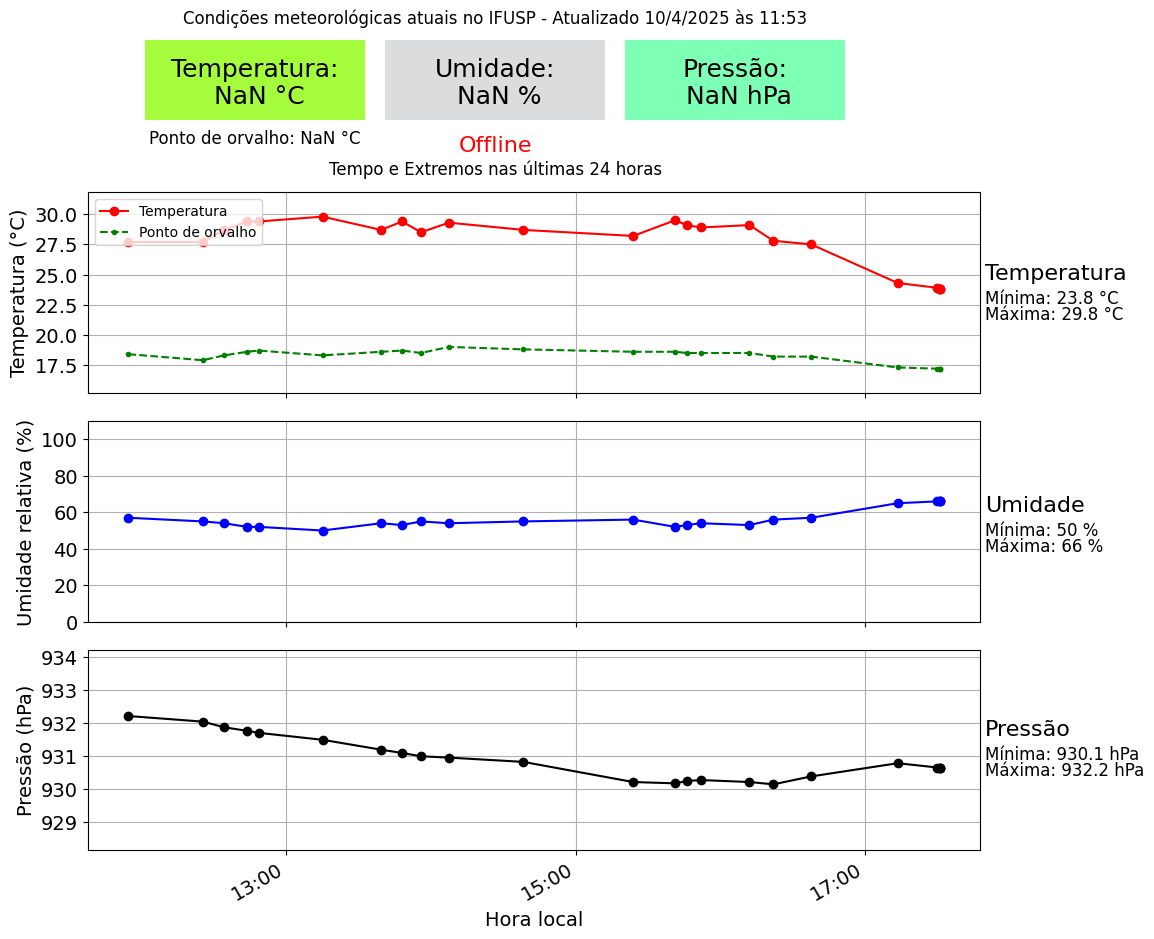 Condições meteorológicas atuais no IFUSP - Atualizado 10/4/2025 às 11:53
Temperatura:
NaN °C
Umidade:
NaN %
Pressão:
NaN hPa
Ponto de orvalho: NaN °C
Offline
Tempo e Extremos nas últimas 24 horas
Temperatura (°C)
30.0
27.5
25.0
22.5
20.0
17.5
Temperatura
Ponto de orvalho
Temperatura
Mínima: 23.8 °C
Máxima: 29.8 °C
Umidade relativa (%)
100
80
60
40
20
0
Umidade
Mínima: 50 %
Máxima: 66 %
Pressão (hPa)
934
933
932
931
930
929
Pressão
Mínima: 930.1 hPa
Máxima: 932.2 hPa
13:00
15:00
17:00
Hora local